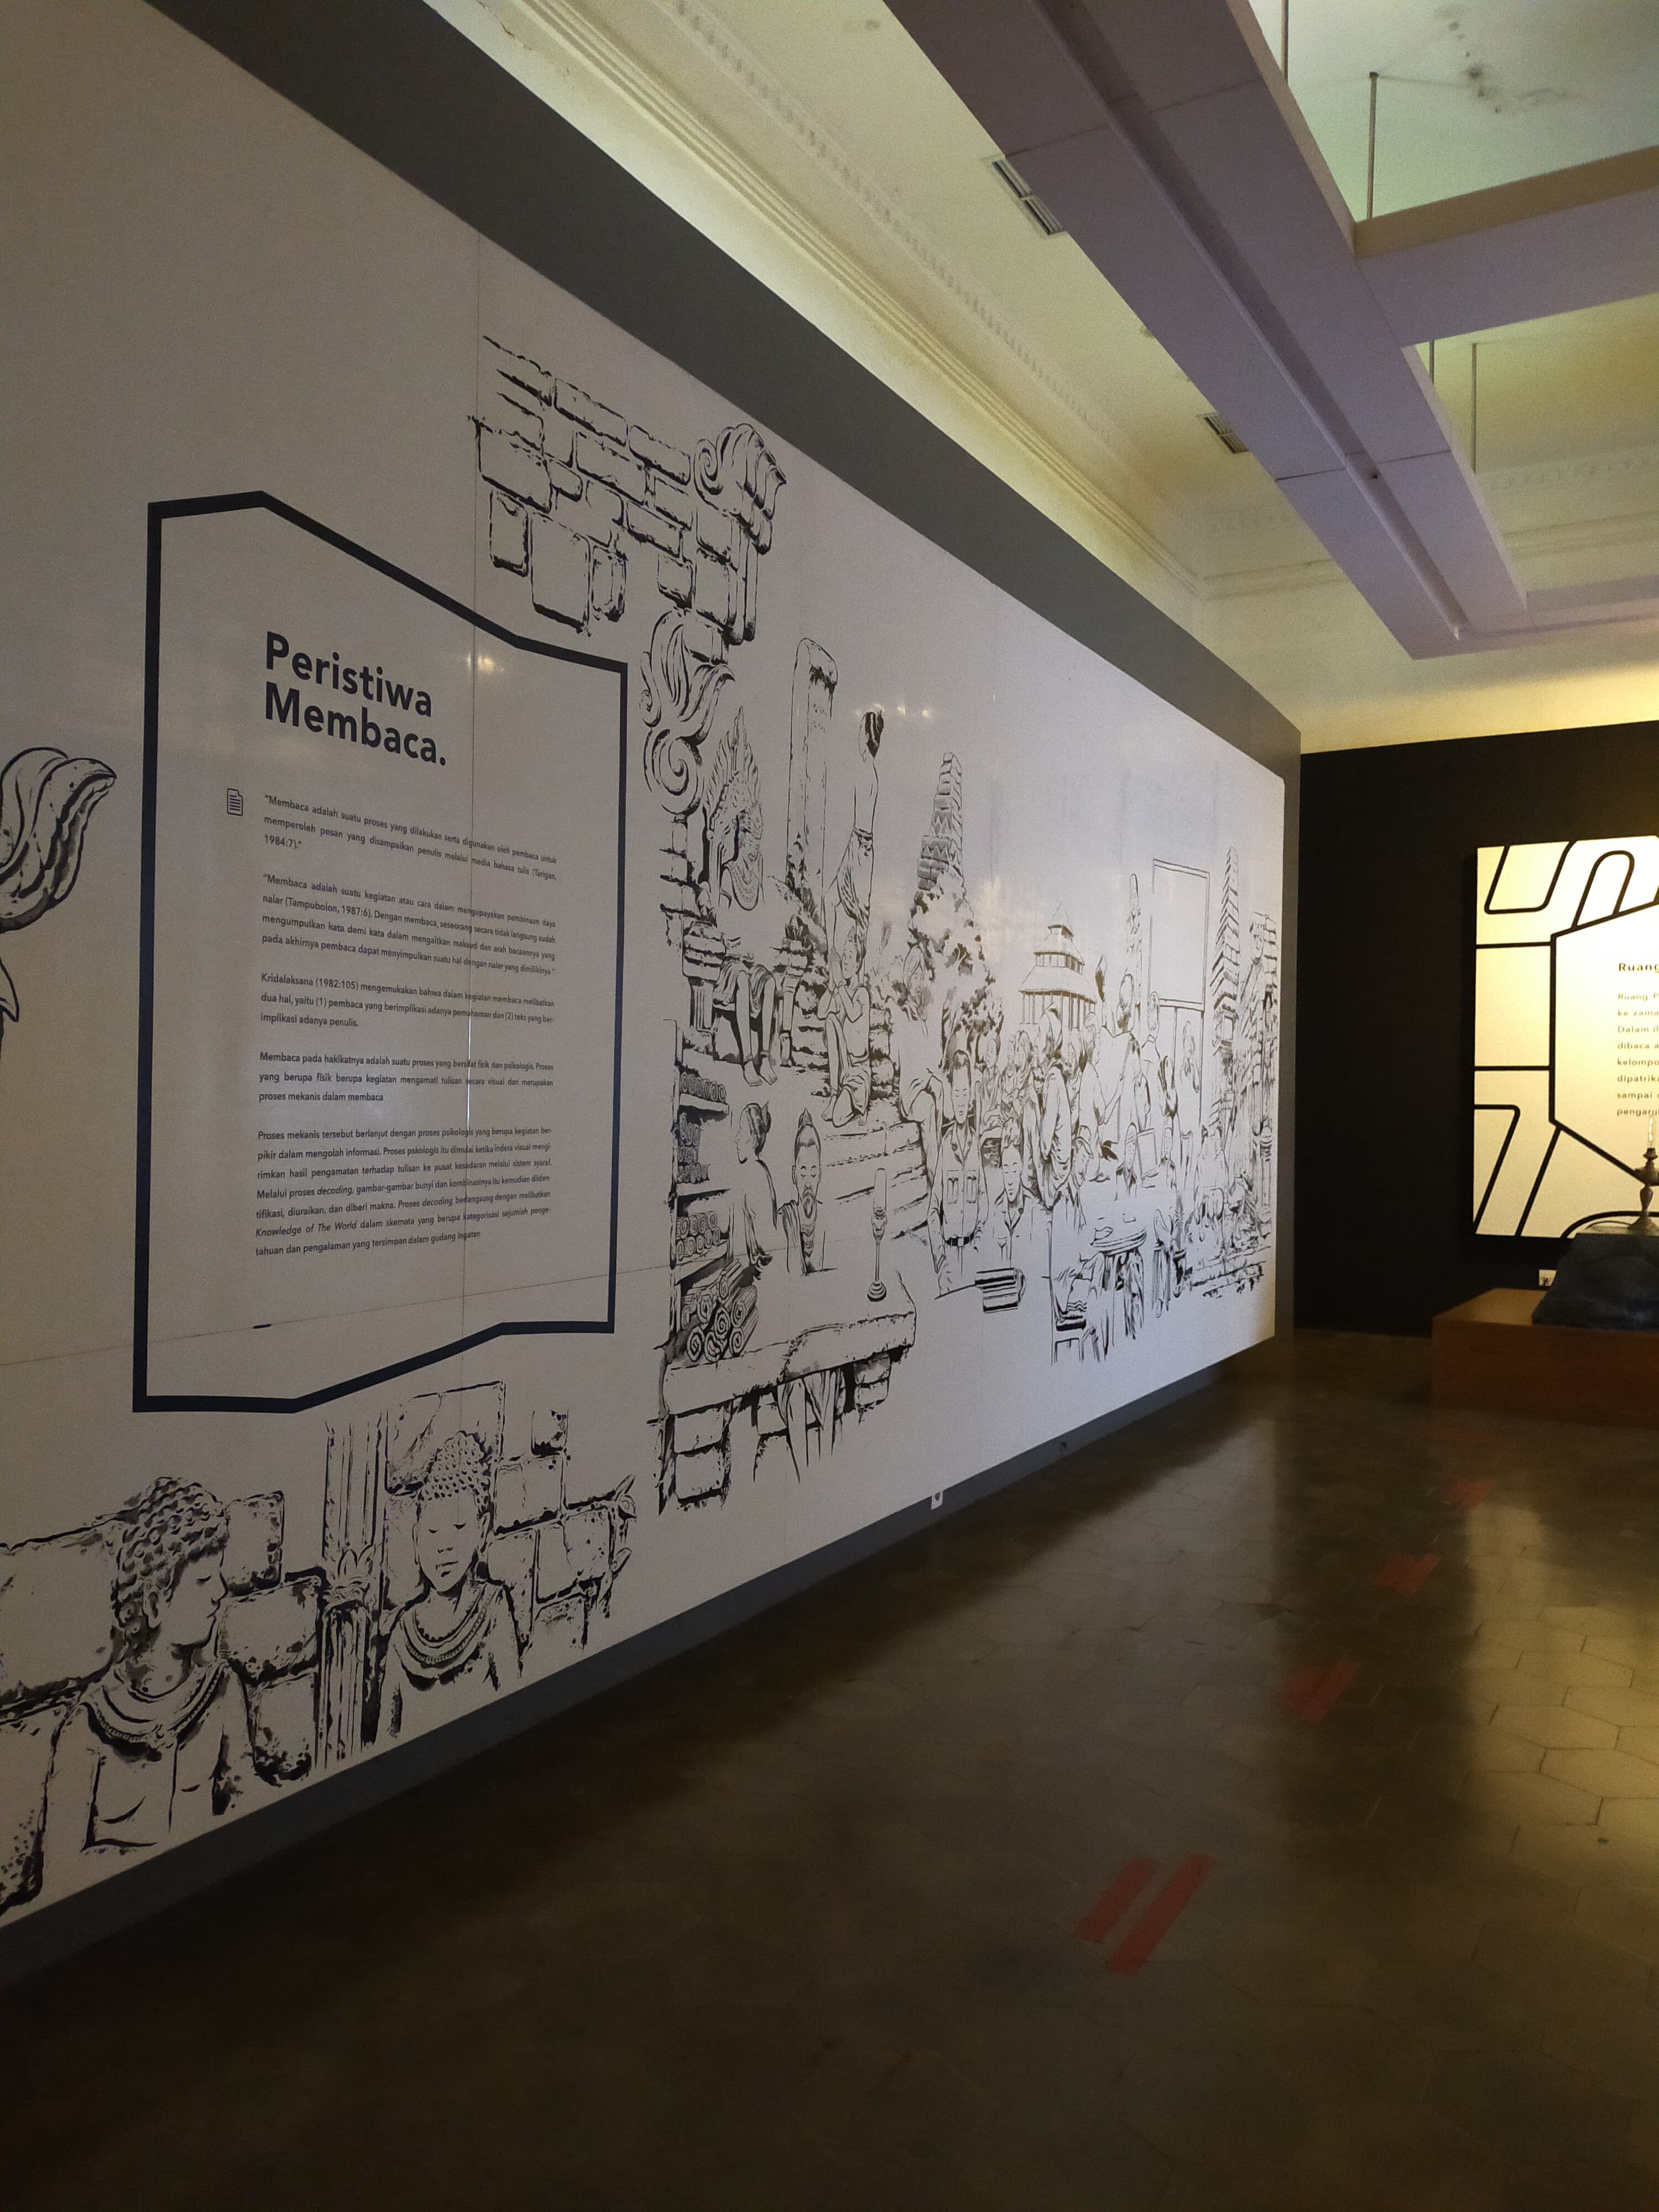 Peristiwa
Membaca.
"Membaca adalah suatu proses yang dilakukan serta digunakan oleh pembaca untuk
memperoleh pesan yang disampaikan penulis melalui media bahasa tulis (Tarigan,
1984:7)."
"Membaca adalah suatu kegiatan atau cara dalam mengupayakan pembinaan daya
nalar (Tampubolon, 1987:6). Dengan membaca, seseorang secara tidak langsung sudah
mengumpulkan kata demi kata dalam mengaitkan maksud dan arah bacaannya yang
pada akhirnya pembaca dapat menyimpulkan suatu hal dengan nalar yang dimilikinya"
Kridalaksana (1982:105) mengemukakan bahwa dalam kegiatan membaca melibatkan
dua hal, yaitu (1) pembaca yang berimplikasi adanya pemahaman dan (2) teks yang ber-
implikasi adanya penulis.
Membaca pada hakikatnya adalah suatu proses yang bersifat fisik dan psikologis. Proses
yang berupa fisik berupa kegiatan mengamati tulisan secara visual dan merupakan
proses mekanis dalam membaca
Proses mekanis tersebut berlanjut dengan proses psikologis yang berupa kegiatan ber-
pikir dalam mengolah informasi. Proses pskologis itu dimulai ketika indera visual mengi-
rimkan hasil pengamatan terhadap tulisan ke pusat kesadaran melalui sistem syaraf.
Melalui proses decoding, gambar-gambar bunyi dan kombinasinya itu kemudian diiden-
tifikasi, diuraikan, dan diberi makna. Proses decoding berlangsung dengan melibatkan
Knowledge of The World dalam skemata yang berupa kategorisasi sejumlah penge-
tahuan dan pengalaman yang tersimpan dalam gudang ingatan
Ruang
Ruang P
ke zama
Dalam il
dibaca a
kelompo
dipatrika
sampai
pengaru